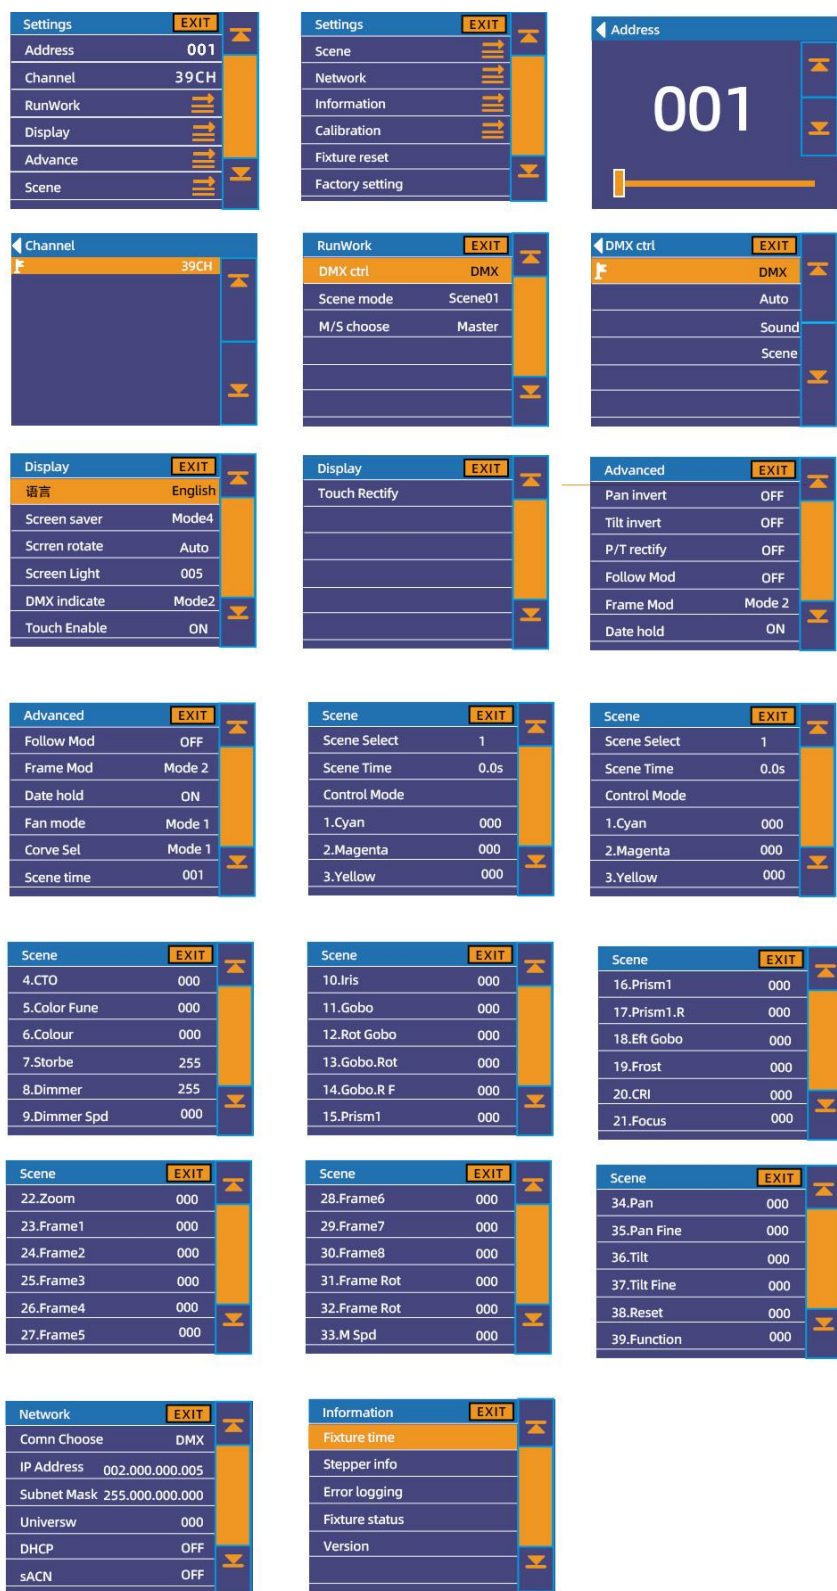 Settings EXIT
Address 001
Channel 39CH
RunWork
Display
Advance
Scene
Settings EXIT
Scene
Network
Information
Calibration
Fixture reset
Factory setting
Address
001
Channel
39CH
RunWork EXIT
DMX ctrl DMX
Scene mode Scene01
M/S choose Master
DMX ctrl EXIT
DMX
Auto
Sound
Scene
Display EXIT
语言 English
Screen saver Mode4
Scrren rotate Auto
Screen Light 005
DMX indicate Mode2
Touch Enable ON
Display EXIT
Touch Rectify
Advanced EXIT
Pan invert OFF
Tilt invert OFF
P/T rectify OFF
Follow Mod OFF
Frame Mod Mode 2
Date hold ON
Advanced EXIT
Follow Mod OFF
Frame Mod Mode 2
Date hold ON
Fan mode Mode 1
Corve Sel Mode 1
Scene time 001
Scene EXIT
Scene Select 1
Scene Time 0.0s
Control Mode
1.Cyan 000
2.Magenta 000
3.Yellow 000
Scene EXIT
Scene Select 1
Scene Time 0.0s
Control Mode
1.Cyan 000
2.Magenta 000
3.Yellow 000
Scene EXIT
4.CTO 000
5.Color Fune 000
6.Colour 000
7.Storbe 255
8.Dimmer 255
9.Dimmer Spd 000
Scene EXIT
10.Iris 000
11.Gobo 000
12.Rot Gobo 000
13.Gobo.Rot 000
14.Gobo.R F 000
15.Prism1 000
Scene EXIT
16.Prism1 000
17.Prism1.R 000
18.Eft Gobo 000
19.Frost 000
20.CRI 000
21.Focus 000
Scene EXIT
22.Zoom 000
23.Frame1 000
24.Frame2 000
25.Frame3 000
26.Frame4 000
27.Frame5 000
Scene EXIT
28.Frame6 000
29.Frame7 000
30.Frame8 000
31.Frame Rot 000
32.Frame Rot 000
33.M Spd 000
Scene EXIT
34.Pan 000
35.Pan Fine 000
36.Tilt 000
37.Tilt Fine 000
38.Reset 000
39.Function 000
Network EXIT
Comn Choose DMX
IP Address 002.000.000.005
Subnet Mask 255.000.000.000
Universw 000
DHCP OFF
sACN OFF
Information EXIT
Fixture time
Stepper info
Error logging
Fixture status
Version